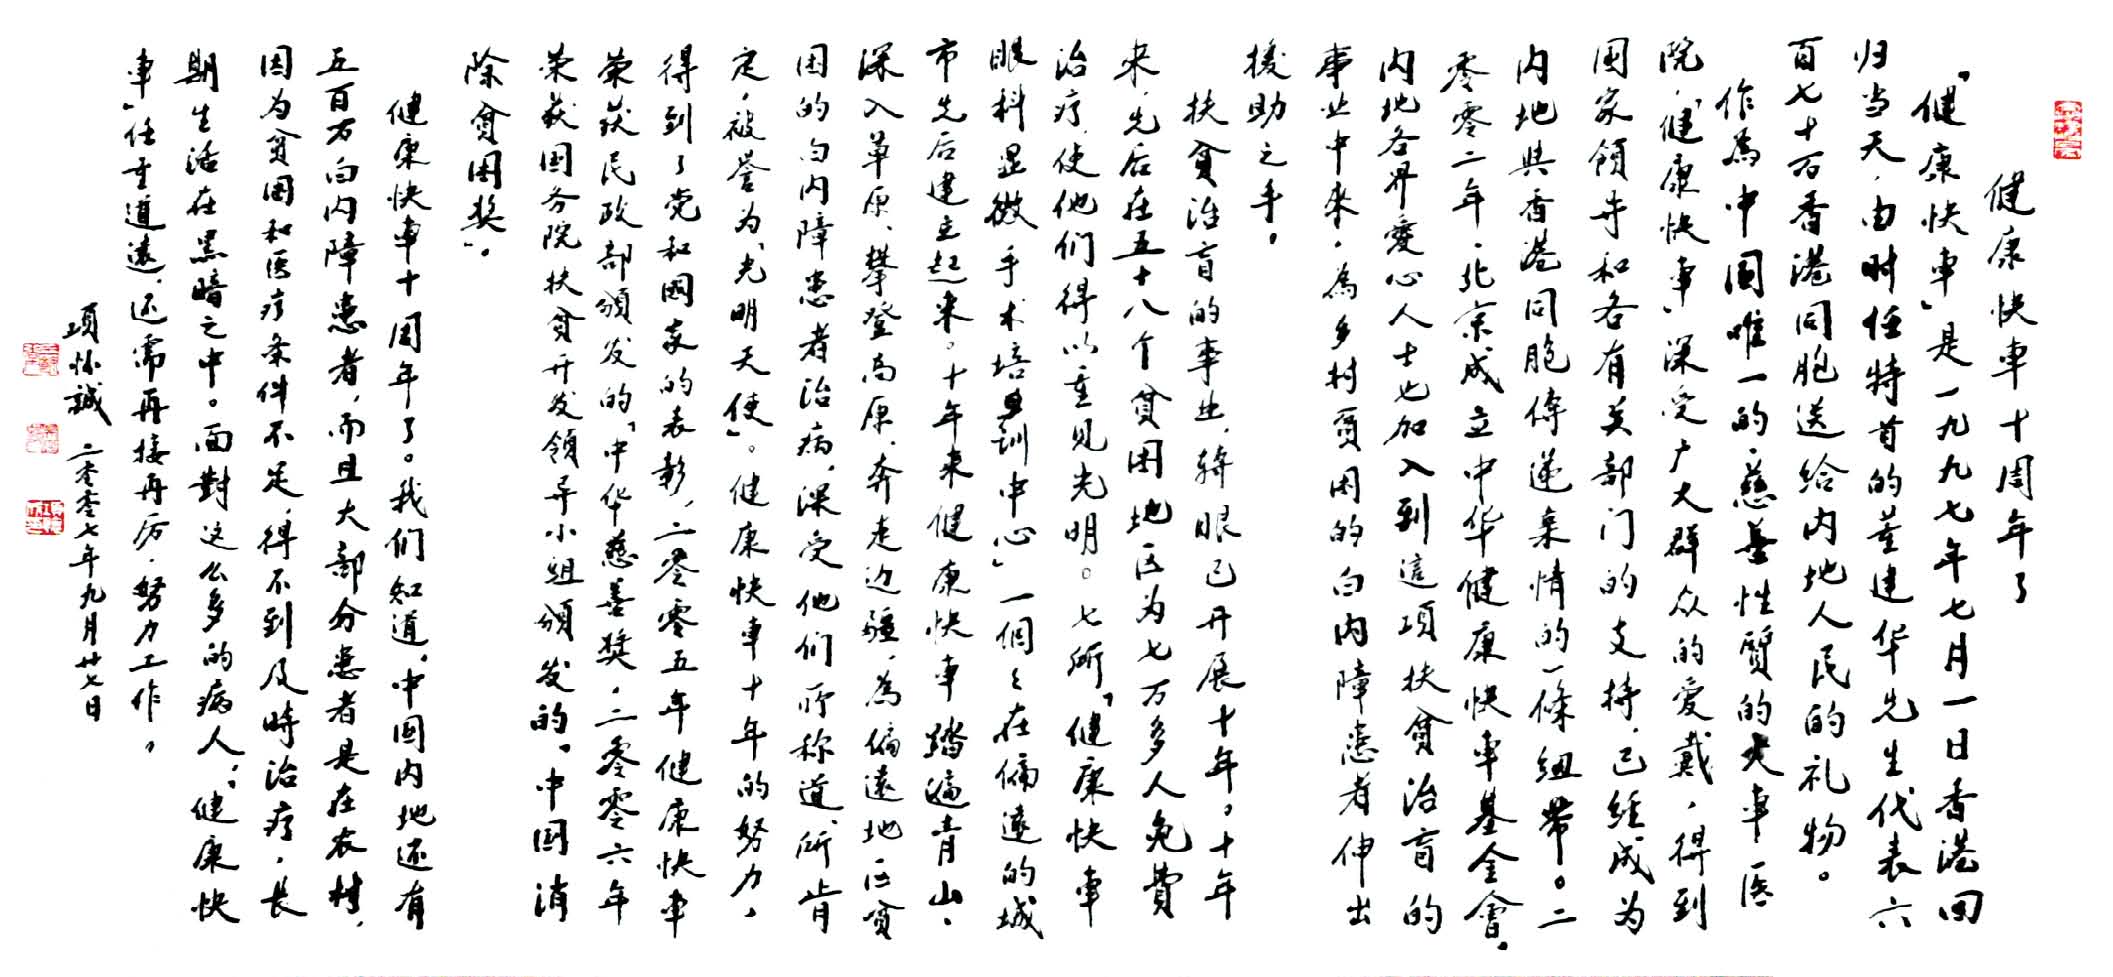 健康快車十周年了
「健康快車」是一九九七年七月一日香港回
归当天，由时任特首的董建华先生代表六
百七十万香港同胞送给内地人民的礼物。
作為中國唯一的、慈善性質的火車医
院，「健康快車」深受广大群众的愛戴，得到
国家领导和各有关部门的支持，已经成为
内地與香港同胞傳递亲情的一條纽带。二
零零二年，北京成立中华健康快車基金會，
内地各界愛心人士也加入到這項扶貧治盲的
事业中來，為乡村貧困的白内障患者伸出
援助之手。
扶貧治盲的事业，轉眼已开展十年。十年
来，先后在五十八个貧困地区为七万多人免費
治疗，使他们得以重见光明。七所「健康快車
眼科显微手术培訓中心」一個々在偏遠的城
市先后建立起来。十年来健康快車踏遍青山、
深入草原、攀登高原、奔走边疆，為偏遠地区貧
困的白内障患者治病，深受他们所称道、所肯
定，被誉为「光明天使」。健康快車十年的努力，
得到了党和國家的表彰，二零零五年健康快車
荣获民政部頒发的「中华慈善獎」，二零零六年
荣获国务院扶貧开发领导小组頒发的「中国消
除貧困奖」。
健康快車十周年了。我们知道，中国内地还有
五百万白内障患者，而且大部分患者是在农村，
因为貧困和医疗条件不足，得不到及時治疗，長
期生活在黑暗之中。面對这么多的病人，「健康快
車」任重道遠，还需再接再厉，努力工作。
項怀誠 二零零七年九月廿七日